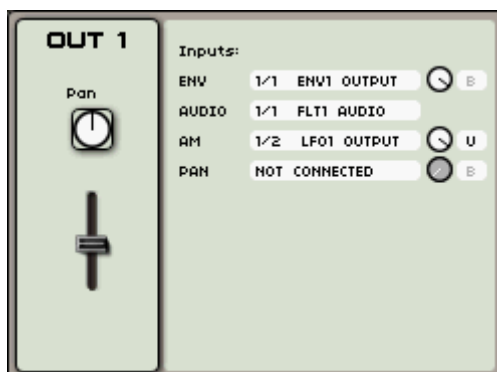 OUT 1
Pan
Inputs:
ENV 1/1 ENV1 OUTPUT B
AUDIO 1/1 FLT1 AUDIO
AM 1/2 LFO1 OUTPUT U
PAN NOT CONNECTED B